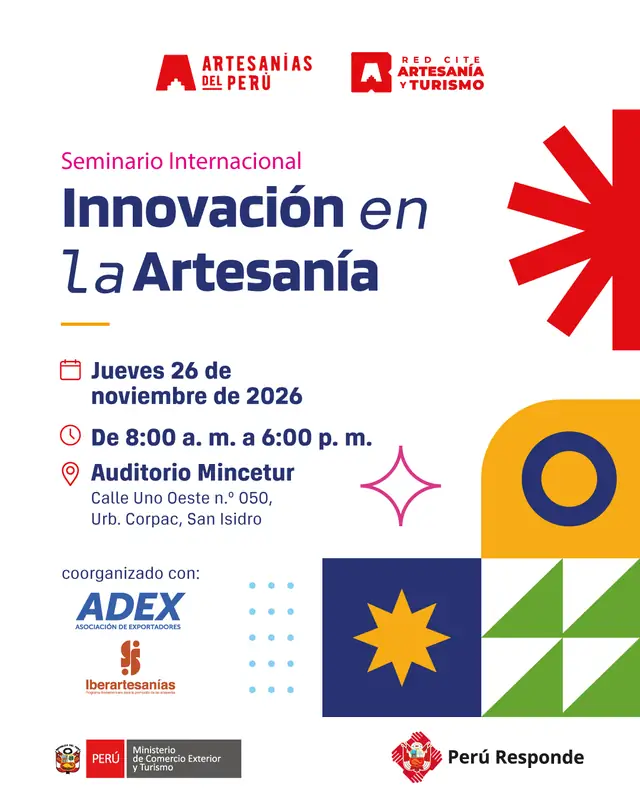 ARTESANÍAS
DEL PERÚ
RED CITE
ARTESANÍA
Y TURISMO
Seminario Internacional
Innovación en
la Artesanía
Jueves 26 de
noviembre de 2026
De 8:00 a. m. a 6:00 p. m.
Auditorio Mincetur
Calle Uno Oeste n.º 050,
Urb. Corpac, San Isidro
coorganizado con:
ADEX
ASOCIACIÓN DE EXPORTADORES
Iberartesanías
PERÚ
Ministerio
de Comercio Exterior
y Turismo
Perú Responde